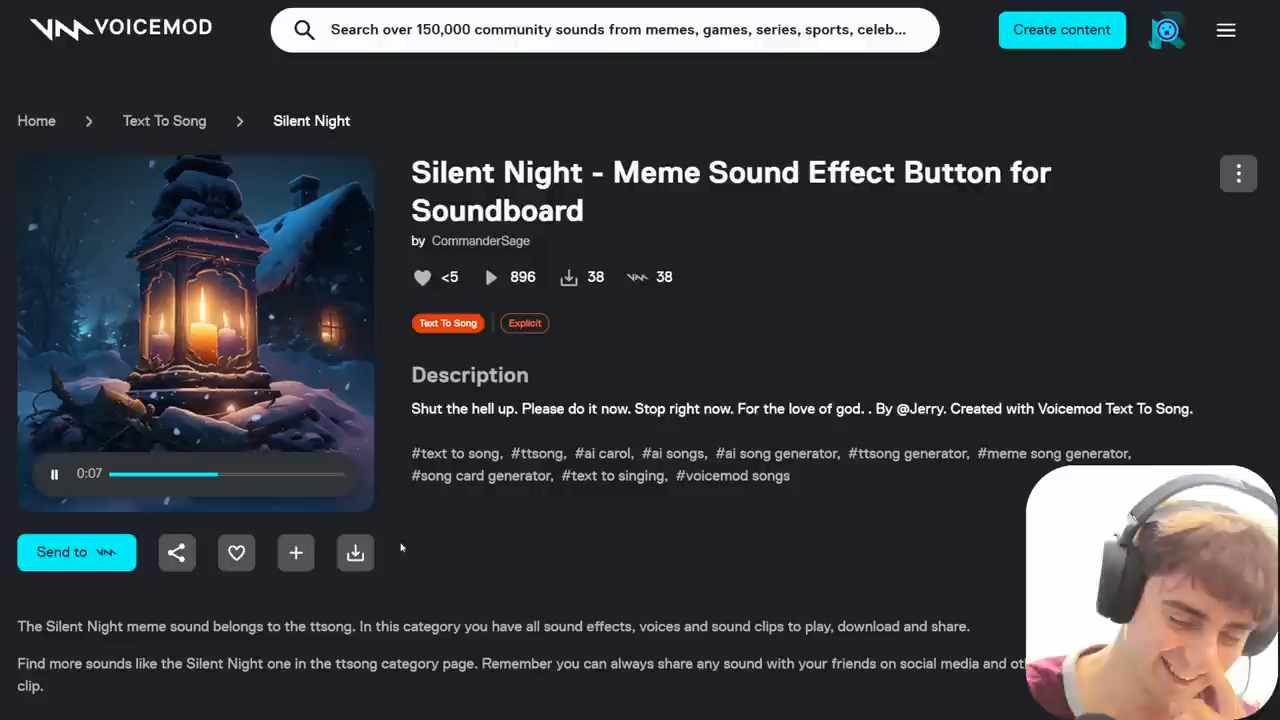 VOICEMOD
Search over 150,000 community sounds from memes, games, series, sports, celeb...
Create content
Home
Text To Song
Silent Night
Silent Night - Meme Sound Effect Button for
Soundboard
by CommanderSage
<5
896
38
38
Text To Song
Explicit
Description
Shut the hell up. Please do it now. Stop right now. For the love of god. . By @Jerry. Created with Voicemod Text To Song.
#text to song, #ttsong, #ai carol, #ai songs, #ai song generator, #ttsong generator, #meme song generator,
#song card generator, #text to singing, #voicemod songs
0:07
Send to
The Silent Night meme sound belongs to the ttsong. In this category you have all sound effects, voices and sound clips to play, download and share.
Find more sounds like the Silent Night one in the ttsong category page. Remember you can always share any sound with your friends on social media and
clip.